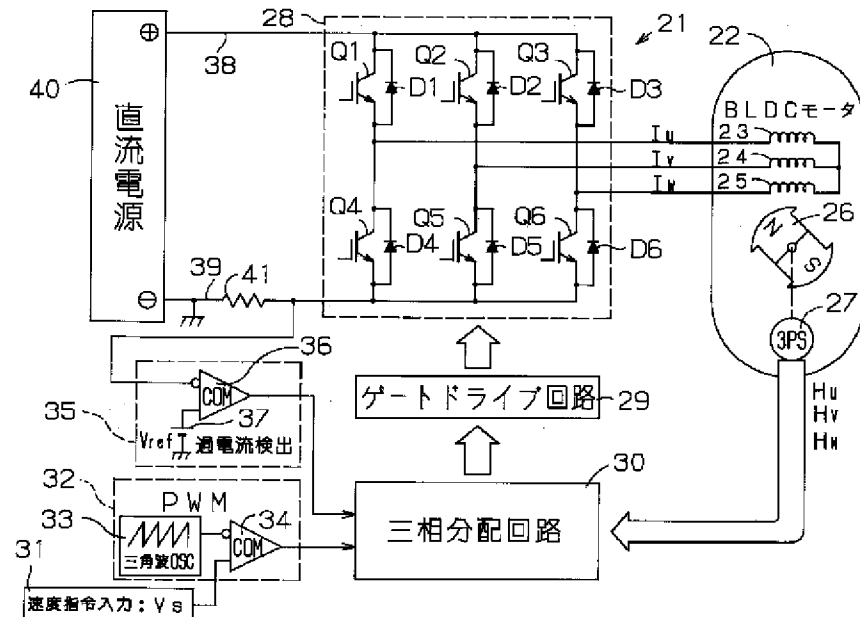 28
21
22
38
Q1
Q2
Q3
40
D1
D2
D3
BLDCモータ
直流電源
Iu
23
Iv
24
Iw
25
Q4
Q5
Q6
26
N
S
D4
D5
D6
39
41
27
3PS
36
COM
ゲートドライブ回路
29
Hu
Hv
Hw
35
37
Vref
過電流検出
30
32
PWM
33
34
三相分配回路
三角波OSC
COM
31
速度指令入力:Vs